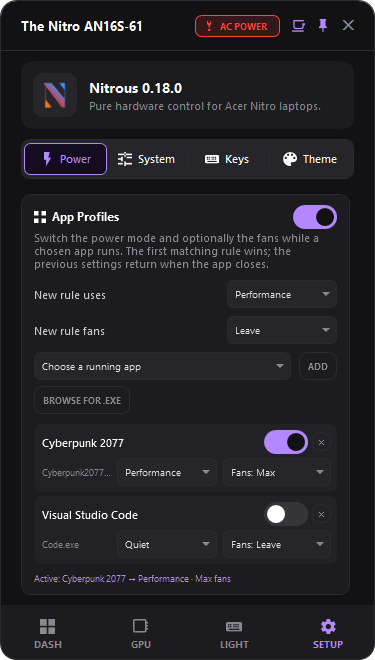 The Nitro AN16S-61
AC POWER
Nitrous 0.18.0
Pure hardware control for Acer Nitro laptops.
Power
System
Keys
Theme
App Profiles
Switch the power mode and optionally the fans while a
chosen app runs. The first matching rule wins; the
previous settings return when the app closes.
New rule uses
Performance
New rule fans
Leave
Choose a running app
ADD
BROWSE FOR .EXE
Cyberpunk 2077
Cyberpunk2077...
Performance
Fans: Max
Visual Studio Code
Code.exe
Quiet
Fans: Leave
Active: Cyberpunk 2077 → Performance · Max fans
DASH
GPU
LIGHT
SETUP